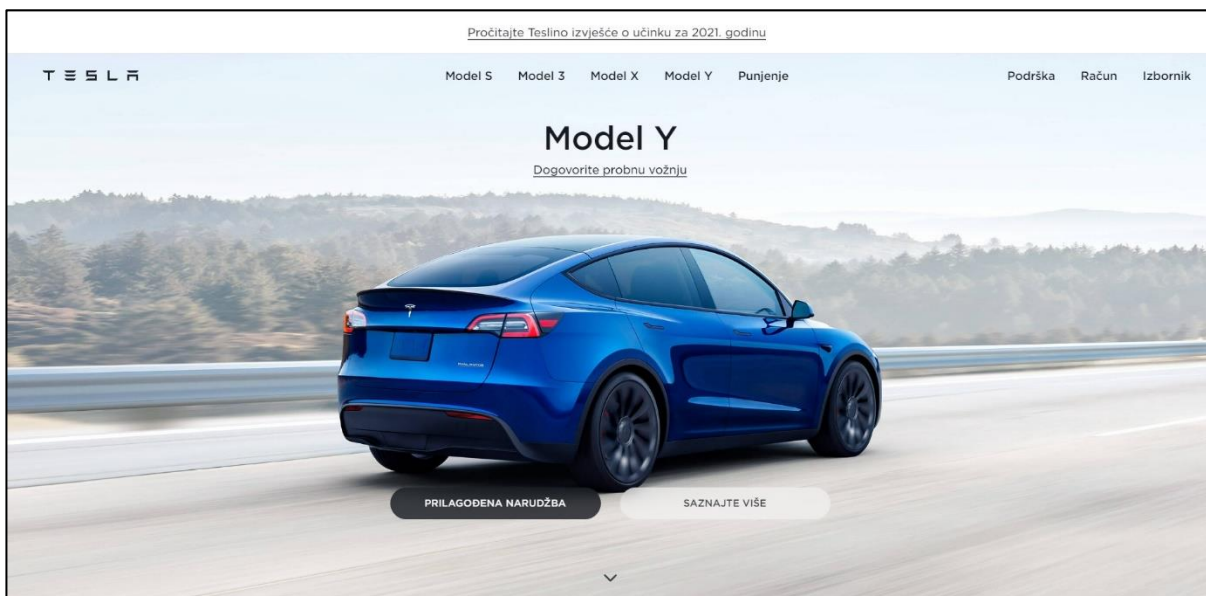 Pročitajte Teslino izvješće o učinku za 2021. godinu
TESLA Model S Model 3 Model X Model Y Punjenje Podrška Račun Izbornik
Model Y
Dogovorite probnu vožnju
PRILAGOĐENA NARUDŽBA SAZNAJTE VIŠE